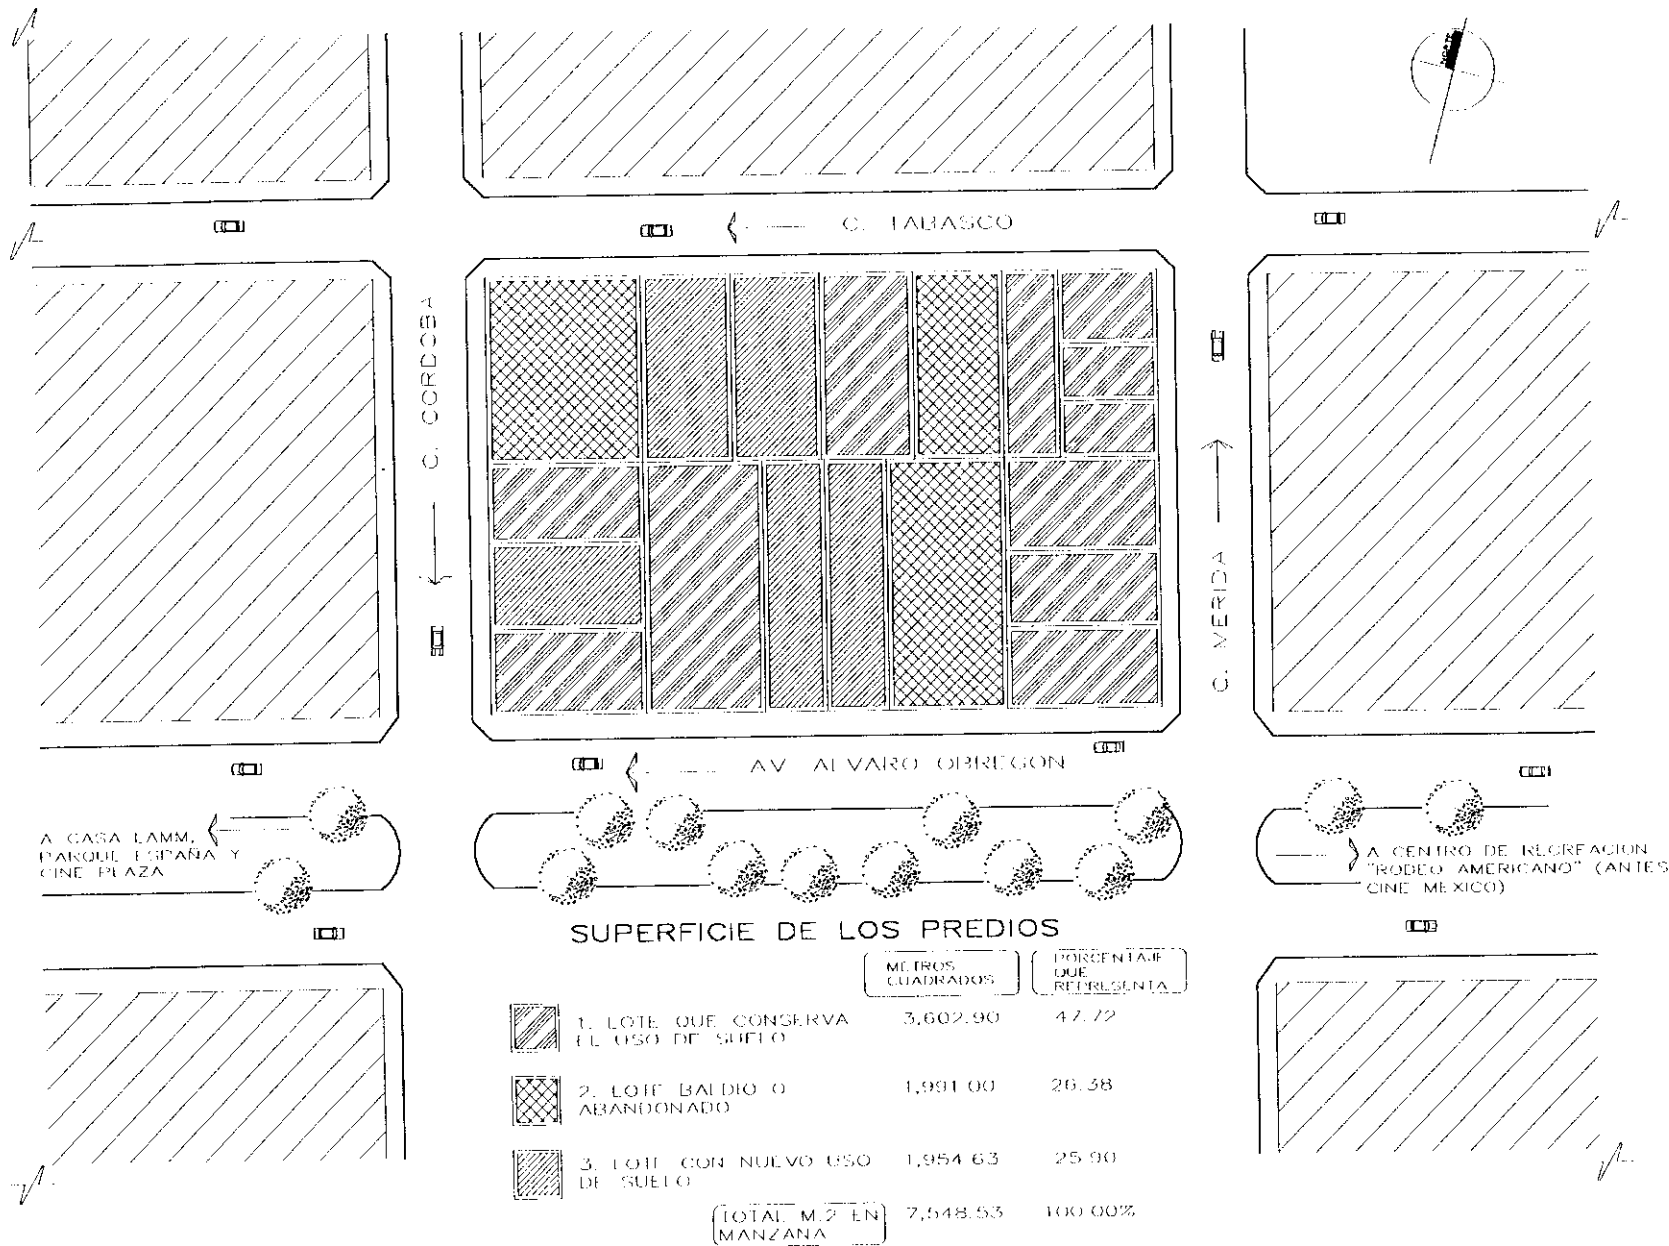 NORTE
C. TABASCO
C. CORDOBA
C. MERIDA
AV. ALVARO OBREGON
A CASA LAMM,
PARQUE ESPAÑA Y
CINE PLAZA
A CENTRO DE RECREACION
"RODEO AMERICANO" (ANTES
CINE MEXICO)
SUPERFICIE DE LOS PREDIOS
METROS
CUADRADOS
PORCENTAJE
QUE
REPRESENTA
1. LOTE QUE CONSERVA
EL USO DE SUELO
3,602.90
47.72
2. LOTE BALDIO O
ABANDONADO
1,991.00
26.38
3. LOTE CON NUEVO USO
DE SUELO
1,954.63
25.90
TOTAL M.2 EN
MANZANA
7,548.53
100.00%